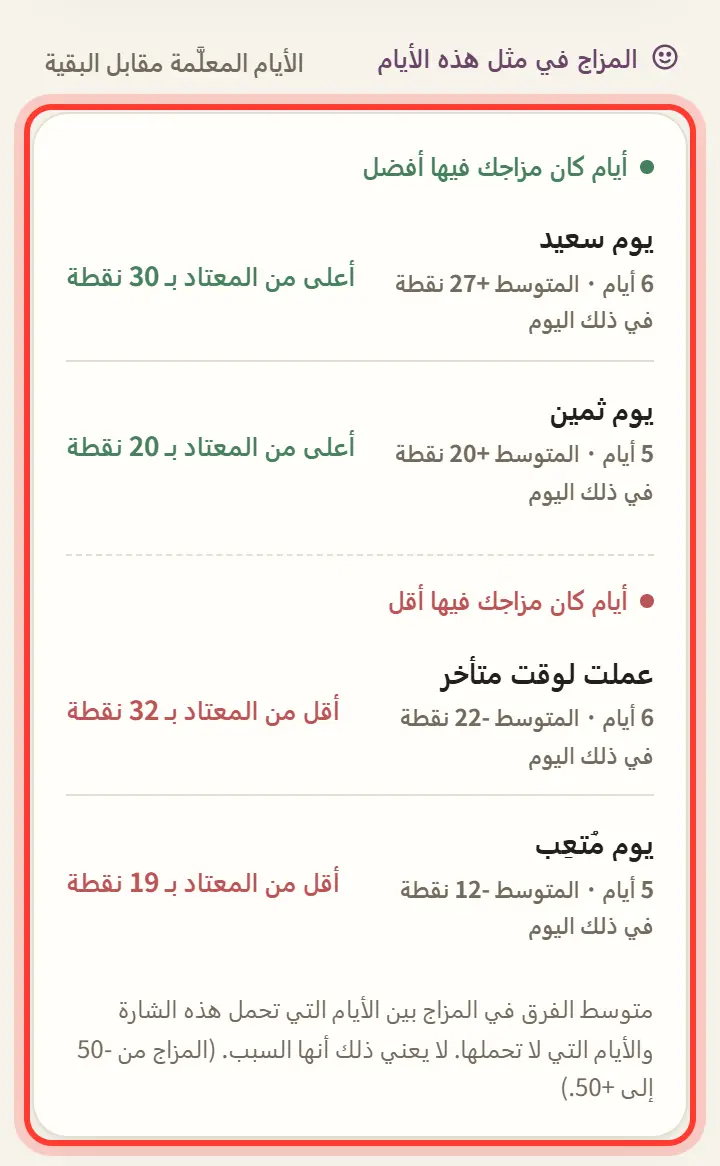 المزاج في مثل هذه الأيام
الأيام المعلَّمة مقابل البقية
أيام كان مزاجك فيها أفضل
يوم سعيد
6 أيام · المتوسط +27 نقطة
في ذلك اليوم
أعلى من المعتاد بـ 30 نقطة
يوم ثمين
5 أيام · المتوسط +20 نقطة
في ذلك اليوم
أعلى من المعتاد بـ 20 نقطة
أيام كان مزاجك فيها أقل
عملت لوقت متأخر
6 أيام · المتوسط -22 نقطة
في ذلك اليوم
أقل من المعتاد بـ 32 نقطة
يوم مُتعِب
5 أيام · المتوسط -12 نقطة
في ذلك اليوم
أقل من المعتاد بـ 19 نقطة
متوسط الفرق في المزاج بين الأيام التي تحمل هذه الشارة
والأيام التي لا تحملها. لا يعني ذلك أنها السبب. (المزاج من -50
إلى +50.)